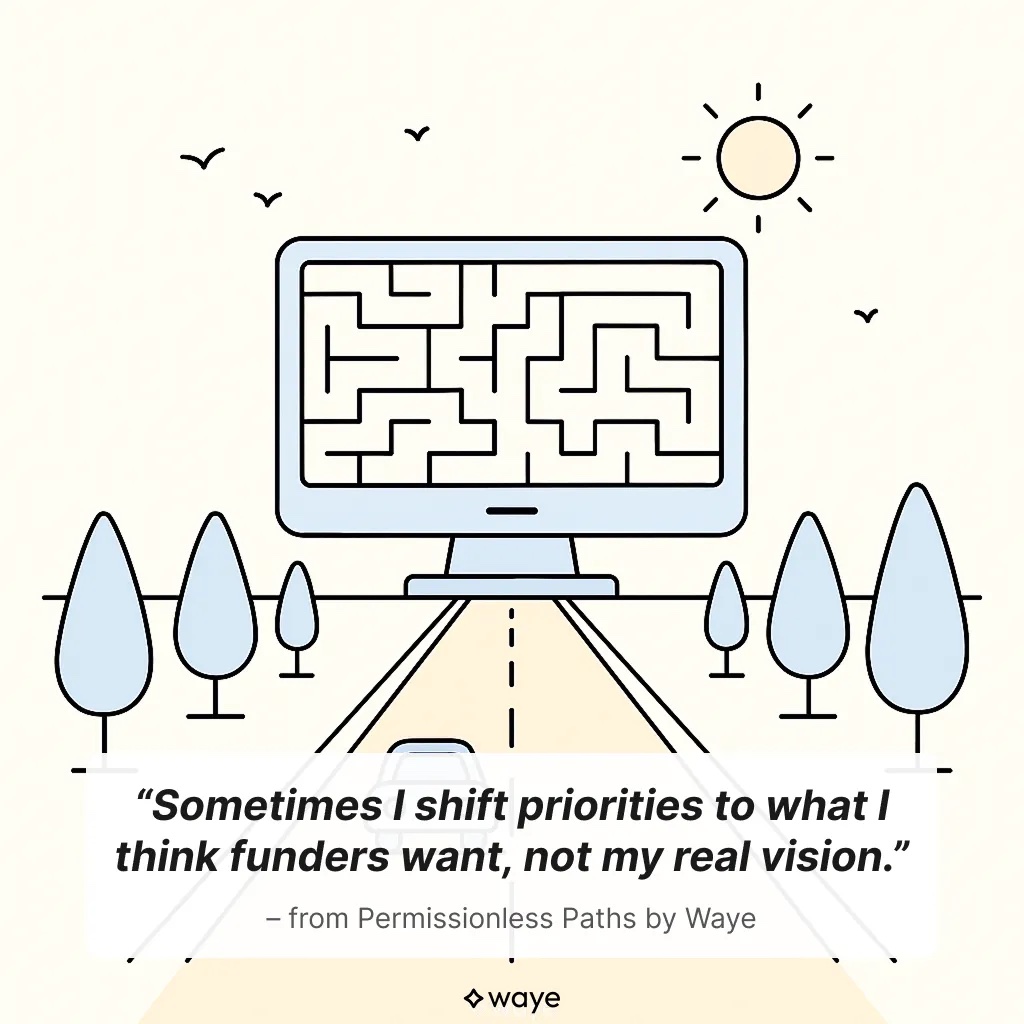 “Sometimes I shift priorities to what I
think funders want, not my real vision.”
– from Permissionless Paths by Waye
waye